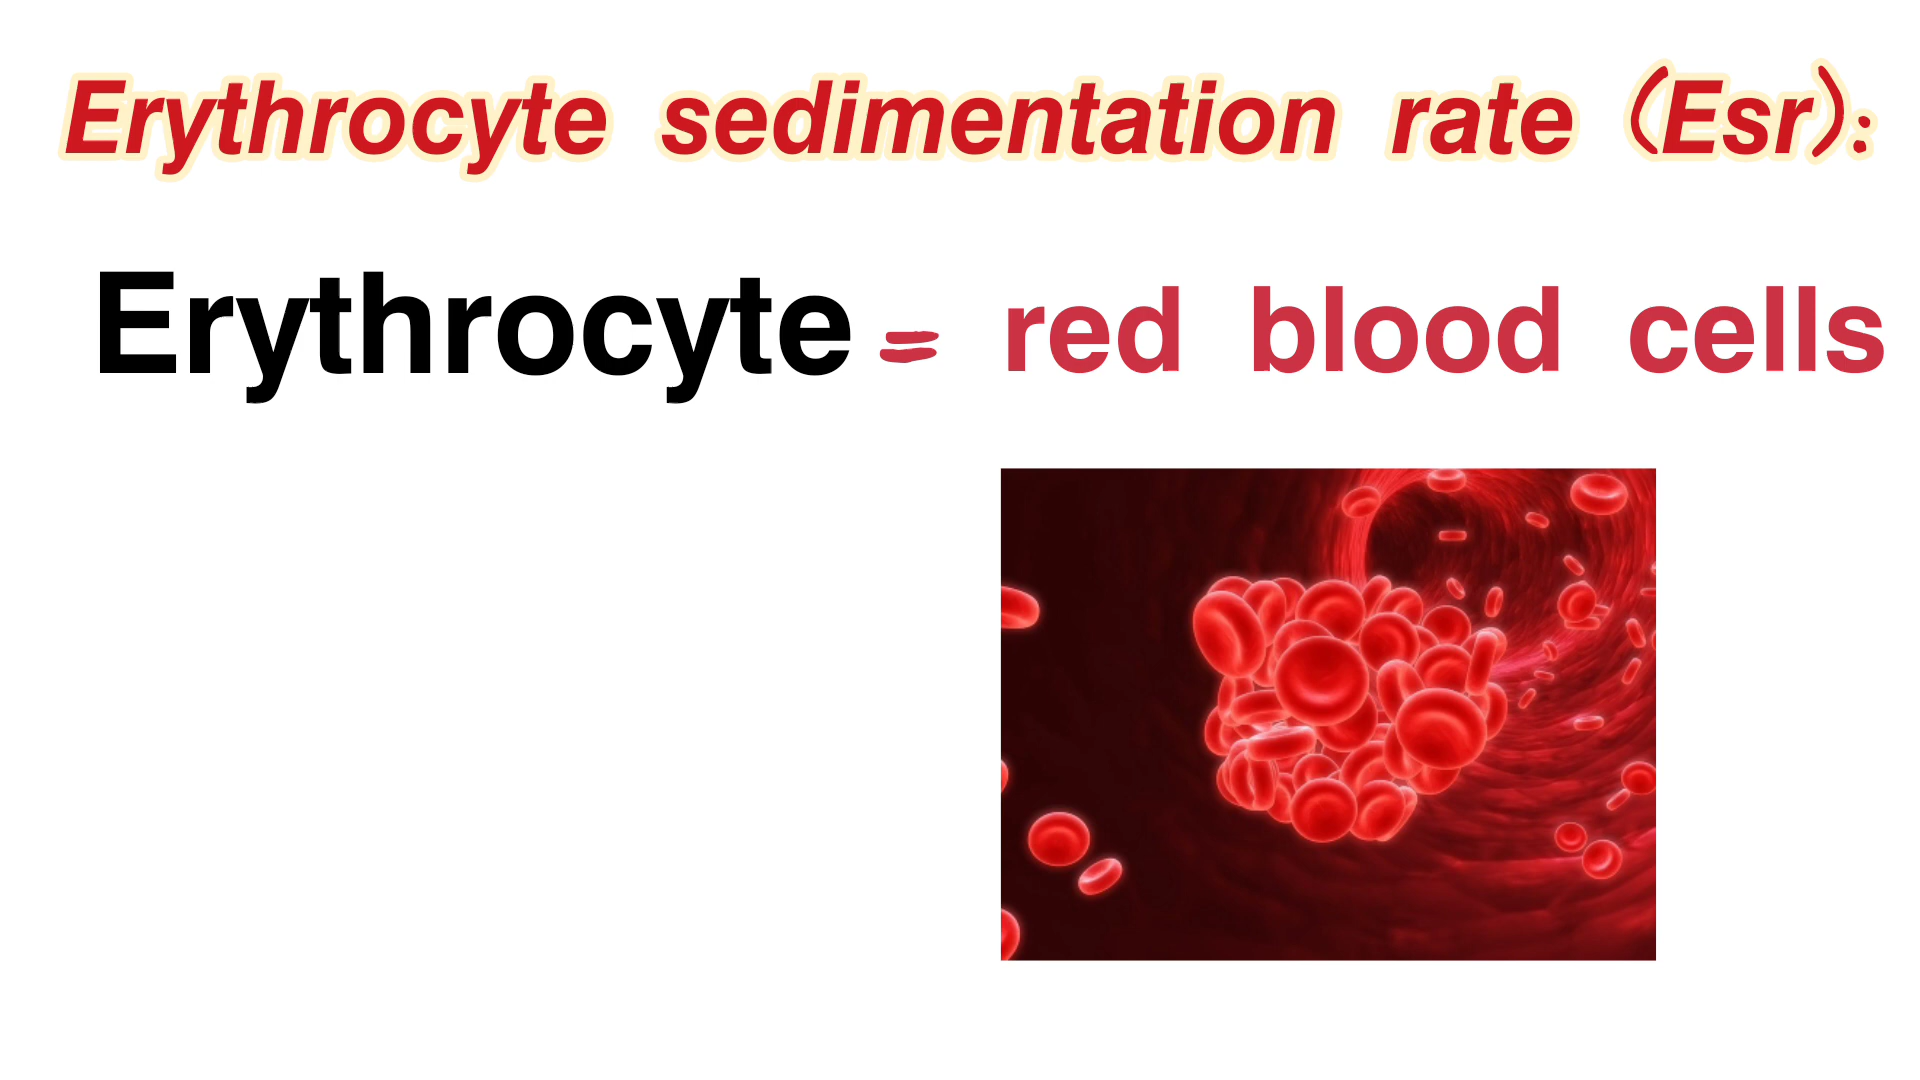 Erythrocyte sedimentation rate (Esr):
Erythrocyte = red blood cells